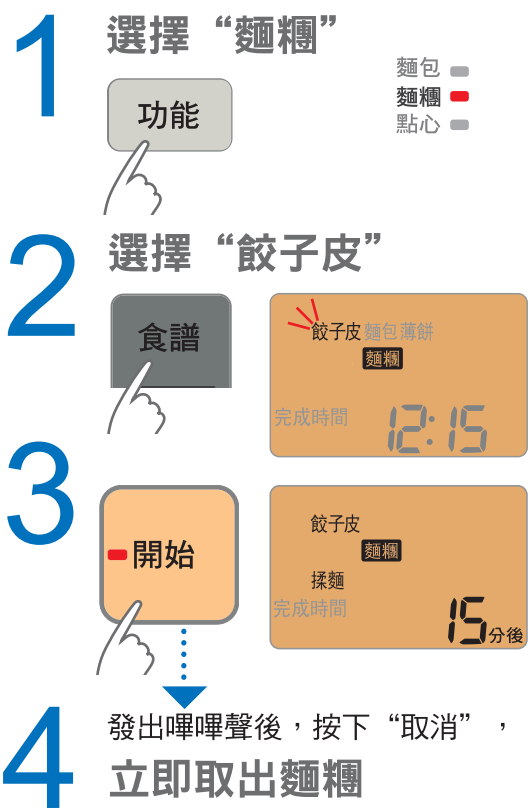 1 選擇“麵糰”
功能
麵包
麵糰
點心
2 選擇“餃子皮”
食譜
餃子皮 麵包薄餅
麵糰
完成時間 12:15
3
開始
餃子皮
麵糰
揉麵
完成時間
15分後
4 發出嗶嗶聲後，按下“取消”，
立即取出麵糰